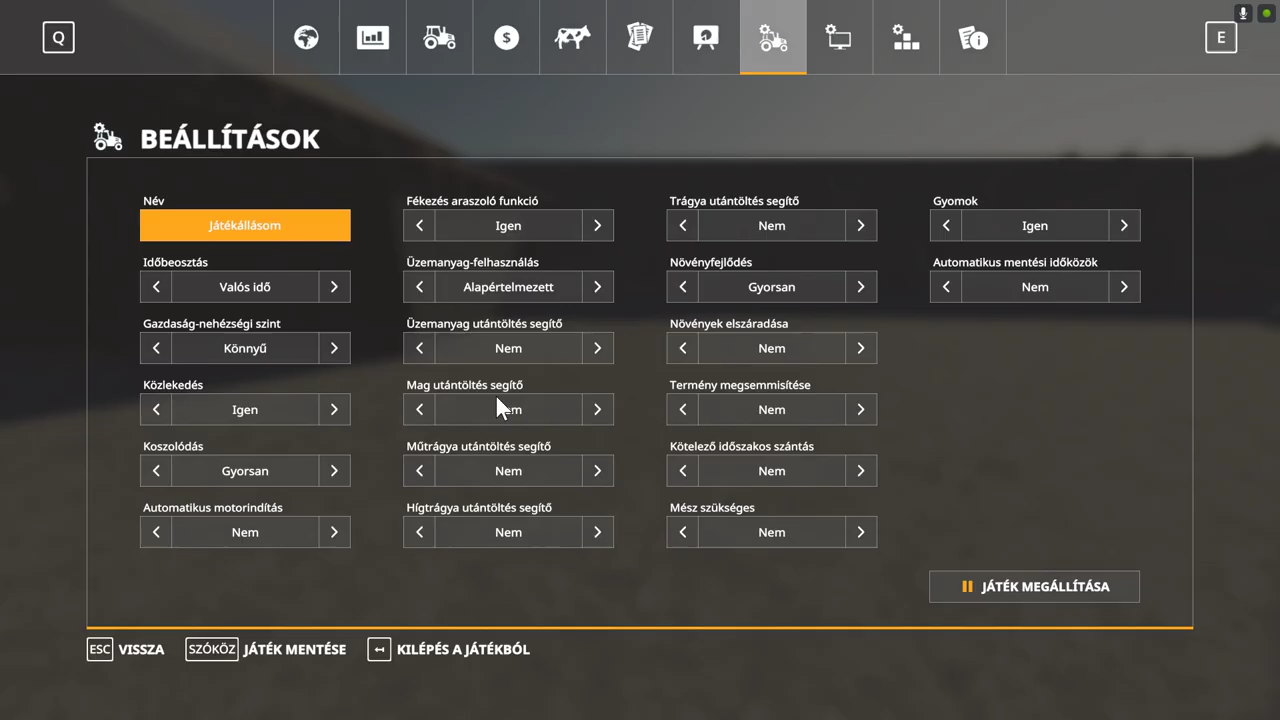 Q
E
BEÁLLÍTÁSOK
Név
Játékállásom
Időbeosztás
Valós idő
Gazdaság-nehézségi szint
Könnyű
Közlekedés
Igen
Koszolódás
Gyorsan
Automatikus motorindítás
Nem
Fékezés araszoló funkció
Igen
Üzemanyag-felhasználás
Alapértelmezett
Üzemanyag utántöltés segítő
Nem
Mag utántöltés segítő
Műtrágya utántöltés segítő
Nem
Hígtrágya utántöltés segítő
Nem
Trágya utántöltés segítő
Nem
Növényfejlődés
Gyorsan
Növények elszáradása
Nem
Termény megsemmisítése
Nem
Kötelező időszakos szántás
Nem
Mész szükséges
Nem
Gyomok
Igen
Automatikus mentési időközök
Nem
JÁTÉK MEGÁLLÍTÁSA
ESC VISSZA SZÓKÖZ JÁTÉK MENTÉSE KILÉPÉS A JÁTÉKBÓL